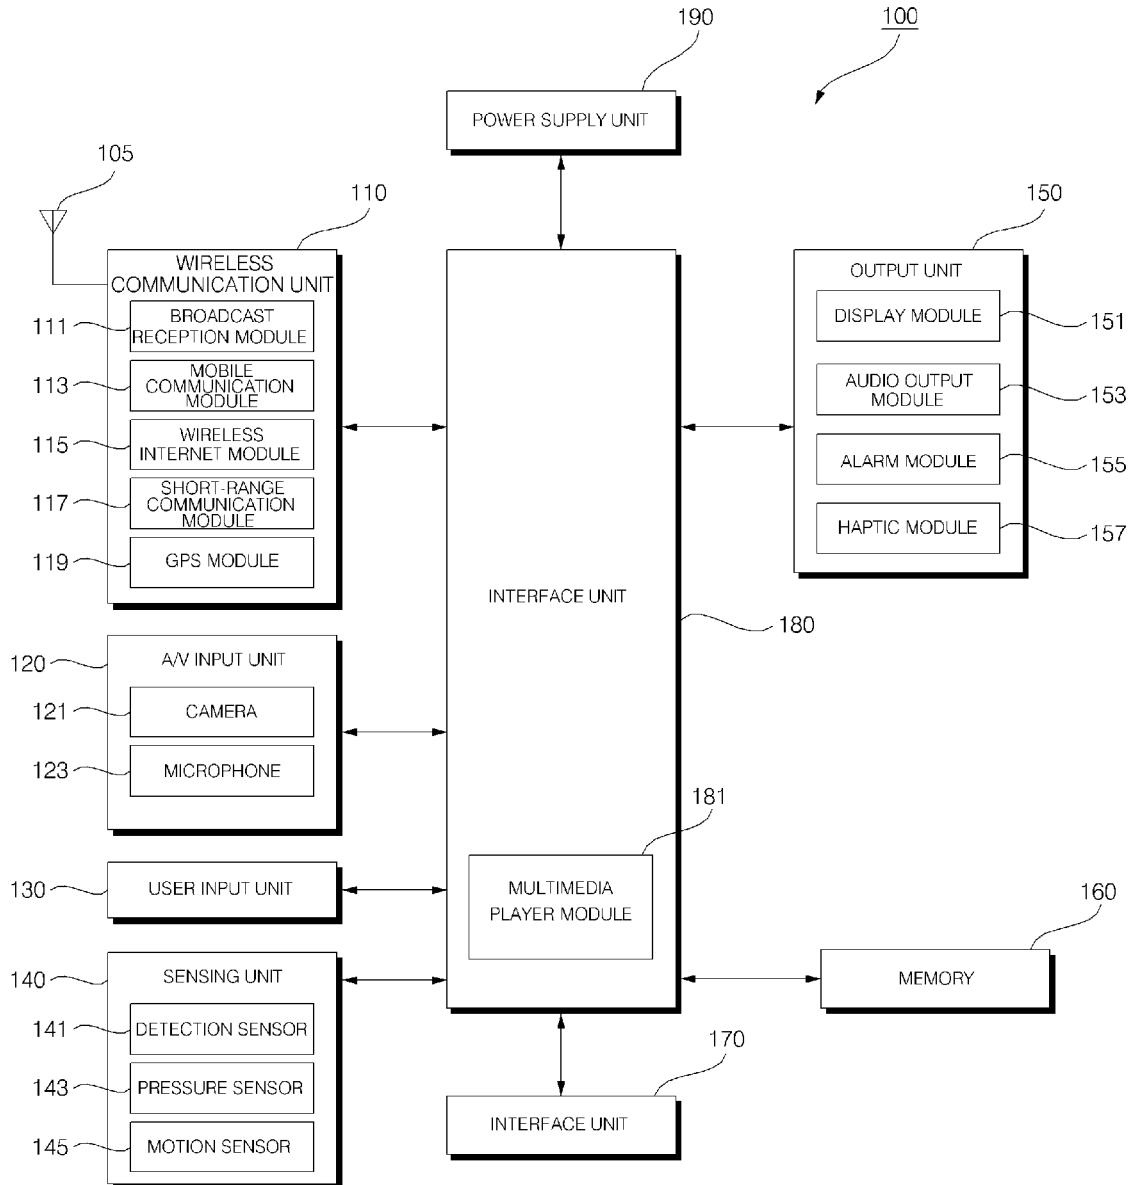 100
190
POWER SUPPLY UNIT
105
110
150
WIRELESS
COMMUNICATION UNIT
111
BROADCAST
RECEPTION MODULE
113
MOBILE
COMMUNICATION
MODULE
115
WIRELESS
INTERNET MODULE
117
SHORT-RANGE
COMMUNICATION
MODULE
119
GPS MODULE
OUTPUT UNIT
DISPLAY MODULE
151
AUDIO OUTPUT
MODULE
153
ALARM MODULE
155
HAPTIC MODULE
157
INTERFACE UNIT
180
120
A/V INPUT UNIT
121
CAMERA
123
MICROPHONE
181
MULTIMEDIA
PLAYER MODULE
130
USER INPUT UNIT
160
MEMORY
140
SENSING UNIT
141
DETECTION SENSOR
143
PRESSURE SENSOR
145
MOTION SENSOR
170
INTERFACE UNIT